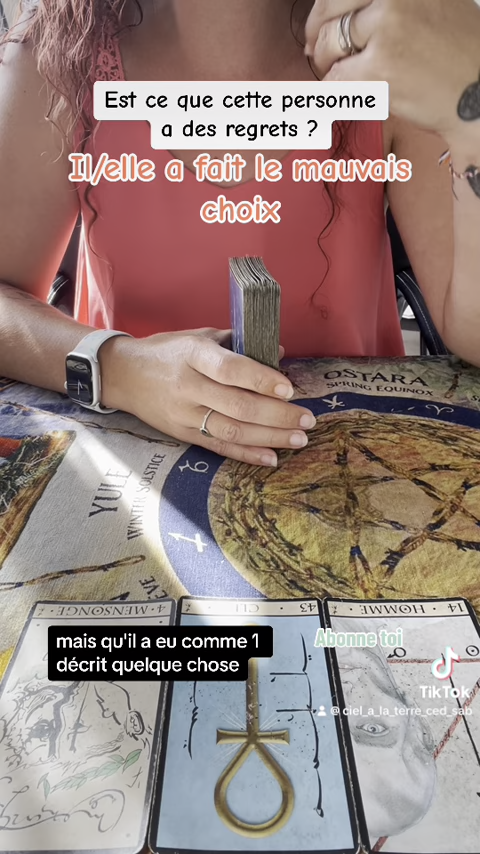 Est ce que cette personne
a des regrets ?
Il/elle a fait le mauvais
choix
OSTARA
SPRING EQUINOX
YULE
WINTER SOLSTICE
4 · MENSONGE
CLÉ · 43
14 · HOMME
mais qu'il a eu comme 1
décrit quelque chose
Abonne toi
TikTok
@ciel_a_la_terre_ced_sab